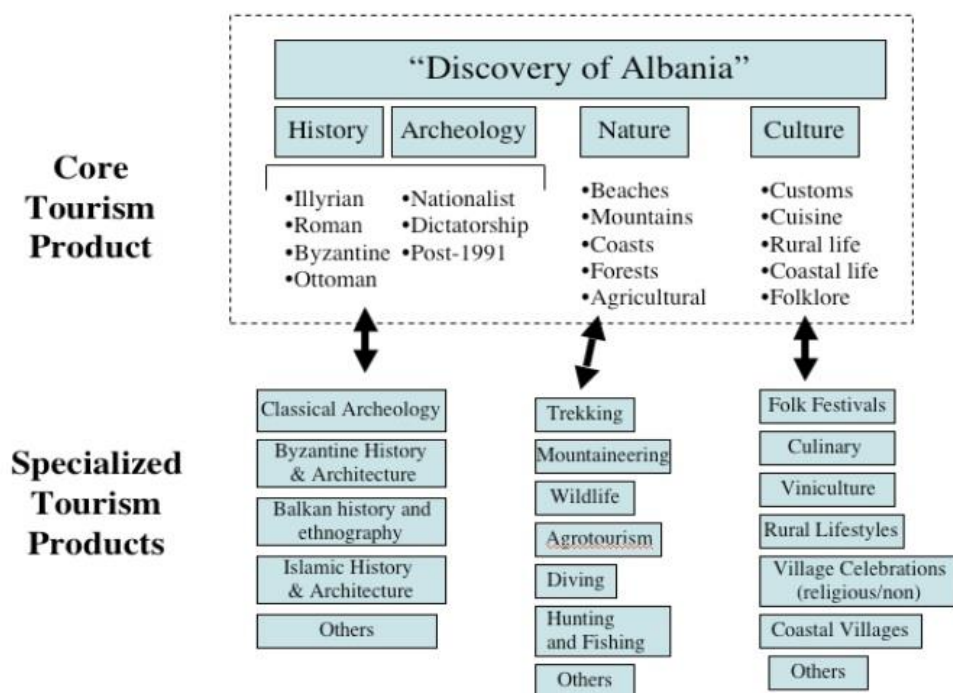 “Discovery of Albania”
History
Archeology
Nature
Culture
Core
Tourism
Product
•Illyrian
•Roman
•Byzantine
•Ottoman
•Nationalist
•Dictatorship
•Post-1991
•Beaches
•Mountains
•Coasts
•Forests
•Agricultural
•Customs
•Cuisine
•Rural life
•Coastal life
•Folklore
Specialized
Tourism
Products
Classical Archeology
Byzantine History
& Architecture
Balkan history and
ethnography
Islamic History
& Architecture
Others
Trekking
Mountaineering
Wildlife
Agrotourism
Diving
Hunting
and Fishing
Others
Folk Festivals
Culinary
Viniculture
Rural Lifestyles
Village Celebrations
(religious/non)
Coastal Villages
Others